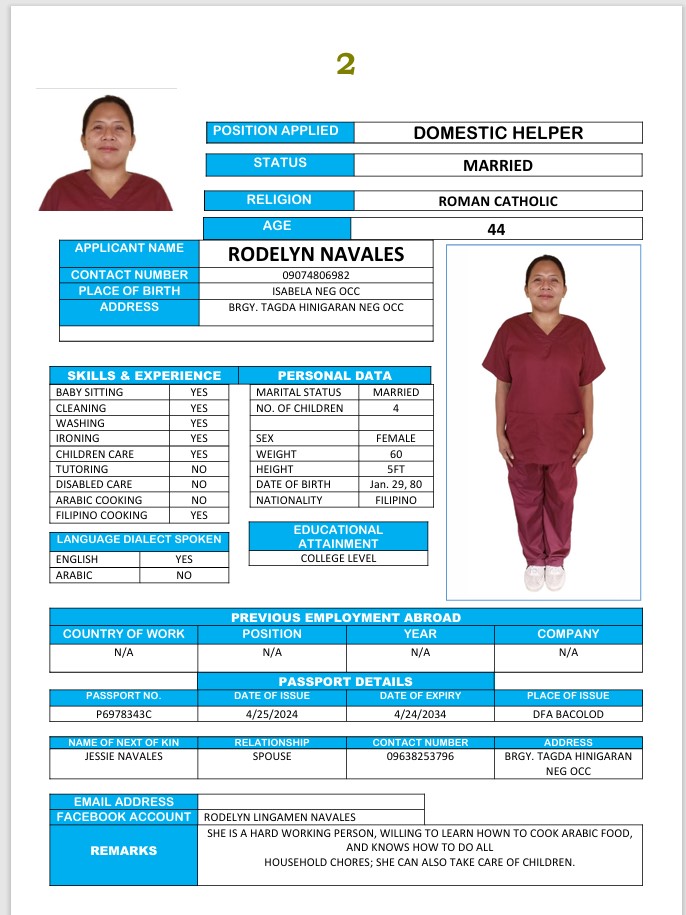 2
POSITION APPLIED DOMESTIC HELPER
STATUS MARRIED
RELIGION ROMAN CATHOLIC
AGE 44
APPLICANT NAME RODELYN NAVALES
CONTACT NUMBER 09074806982
PLACE OF BIRTH ISABELA NEG OCC
ADDRESS BRGY. TAGDA HINIGARAN NEG OCC
SKILLS & EXPERIENCE
BABY SITTING YES
CLEANING YES
WASHING YES
IRONING YES
CHILDREN CARE YES
TUTORING NO
DISABLED CARE NO
ARABIC COOKING NO
FILIPINO COOKING YES
LANGUAGE DIALECT SPOKEN
ENGLISH YES
ARABIC NO
PERSONAL DATA
MARITAL STATUS MARRIED
NO. OF CHILDREN 4
SEX FEMALE
WEIGHT 60
HEIGHT 5FT
DATE OF BIRTH Jan. 29, 80
NATIONALITY FILIPINO
EDUCATIONAL
ATTAINMENT
COLLEGE LEVEL
PREVIOUS EMPLOYMENT ABROAD
COUNTRY OF WORK POSITION YEAR COMPANY
N/A N/A N/A N/A
PASSPORT DETAILS
PASSPORT NO. DATE OF ISSUE DATE OF EXPIRY PLACE OF ISSUE
P6978343C 4/25/2024 4/24/2034 DFA BACOLOD
NAME OF NEXT OF KIN RELATIONSHIP CONTACT NUMBER ADDRESS
JESSIE NAVALES SPOUSE 09638253796 BRGY. TAGDA HINIGARAN
NEG OCC
EMAIL ADDRESS
FACEBOOK ACCOUNT RODELYN LINGAMEN NAVALES
REMARKS
SHE IS A HARD WORKING PERSON, WILLING TO LEARN HOWN TO COOK ARABIC FOOD,
AND KNOWS HOW TO DO ALL
HOUSEHOLD CHORES; SHE CAN ALSO TAKE CARE OF CHILDREN.